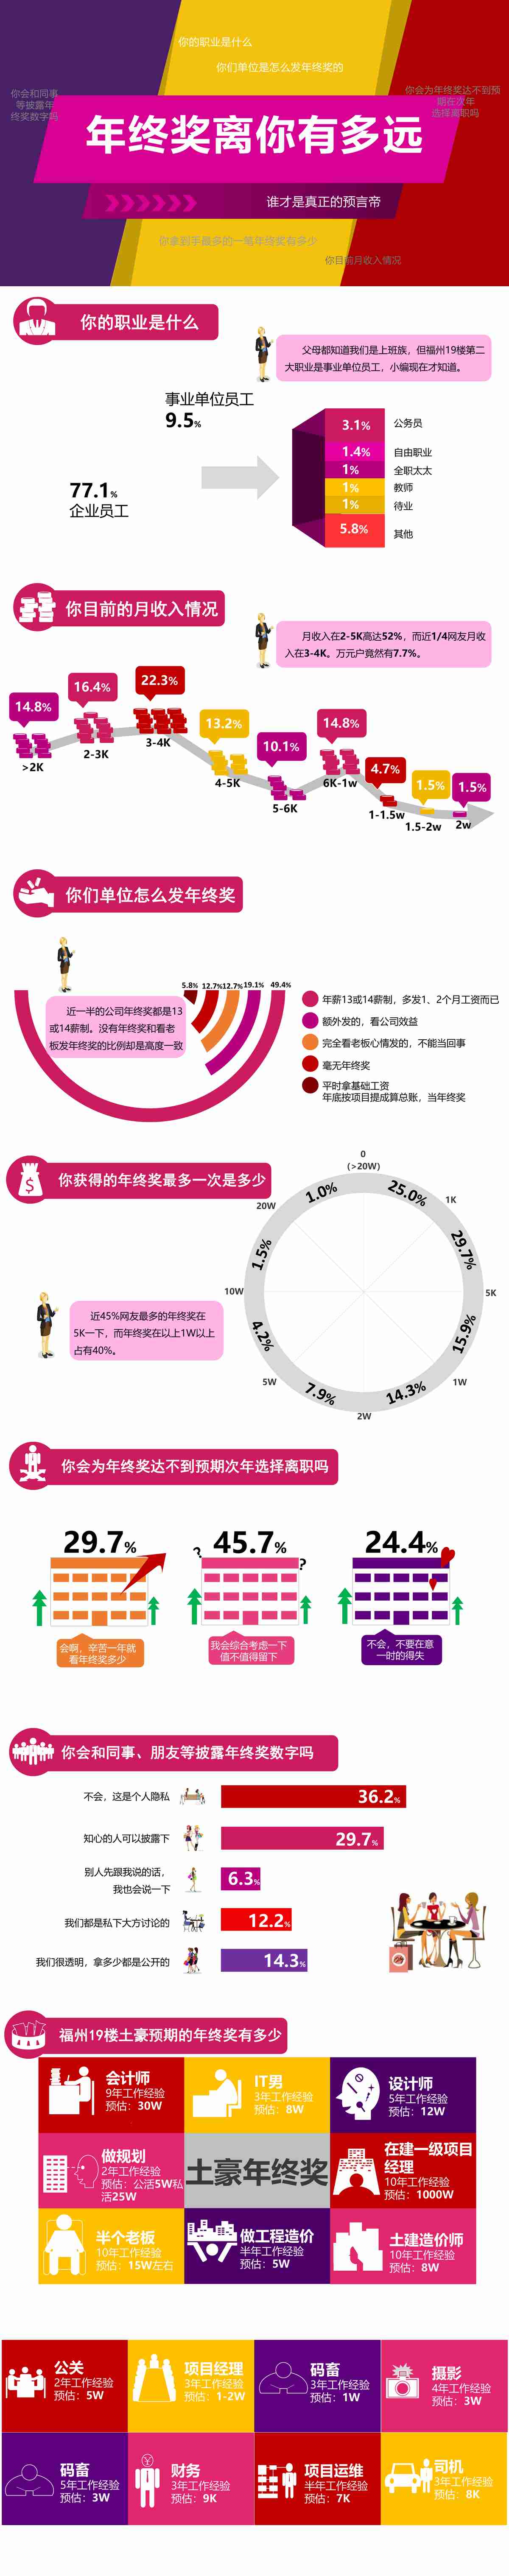 你的职业是什么
你们单位是怎么发年终奖的
你会和同事
等披露年
终奖数字吗
你会为年终奖达不到预
期在次年
选择离职吗
年终奖离你有多远
谁才是真正的预言帝
你拿到手最多的一笔年终奖有多少
你目前月收入情况
你的职业是什么
父母都知道我们是上班族，但福州19楼第二
大职业是事业单位员工，小编现在才知道。
事业单位员工
9.5%
77.1%
企业员工
3.1% 公务员
1.4% 自由职业
1% 全职太太
1% 教师
1% 待业
5.8% 其他
你目前的月收入情况
月收入在2-5K高达52%，而近1/4网友月收
入在3-4K。万元户竟然有7.7%。
14.8%
>2K
16.4%
2-3K
22.3%
3-4K
13.2%
4-5K
10.1%
5-6K
14.8%
6K-1w
4.7%
1-1.5w
1.5%
1.5-2w
1.5%
2w
你们单位怎么发年终奖
5.8% 12.7% 12.7% 19.1% 49.4%
近一半的公司年终奖都是13
或14薪制。没有年终奖和看老
板发年终奖的比例却是高度一致
年薪13或14薪制，多发1、2个月工资而已
额外发的，看公司效益
完全看老板心情发的，不能当回事
毫无年终奖
平时拿基础工资
年底按项目提成算总账，当年终奖
你获得的年终奖最多一次是多少
0
(>20W)
1.0%
25.0%
20W
1K
1.5%
29.7%
10W
5K
4.2%
15.9%
5W
1W
7.9%
14.3%
2W
近45%网友最多的年终奖在
5K一下，而年终奖在以上1W以上
占有40%。
你会为年终奖达不到预期次年选择离职吗
29.7%
会啊，辛苦一年就
看年终奖多少
? 45.7% ?
我会综合考虑一下
值不值得留下
24.4%
不会，不要在意
一时的得失
你会和同事、朋友等披露年终奖数字吗
不会，这是个人隐私
36.2%
知心的人可以披露下
29.7%
别人先跟我说的话，
我也会说一下
6.3%
我们都是私下大方讨论的
12.2%
我们很透明，拿多少都是公开的
14.3%
福州19楼土豪预期的年终奖有多少
会计师
9年工作经验
预估：30W
IT男
3年工作经验
预估：8W
设计师
5年工作经验
预估：12W
做规划
2年工作经验
预估：公活5W私
活25W
土豪年终奖
在建一级项目
经理
10年工作经验
预估：1000W
半个老板
10年工作经验
预估：15W左右
做工程造价
半年工作经验
预估：5W
土建造价师
10年工作经验
预估：8W
公关
2年工作经验
预估：5W
项目经理
3年工作经验
预估：1-2W
码畜
3年工作经验
预估：1W
摄影
4年工作经验
预估：3W
码畜
5年工作经验
预估：3W
财务
3年工作经验
预估：9K
项目运维
半年工作经验
预估：7K
司机
3年工作经验
预估：8K